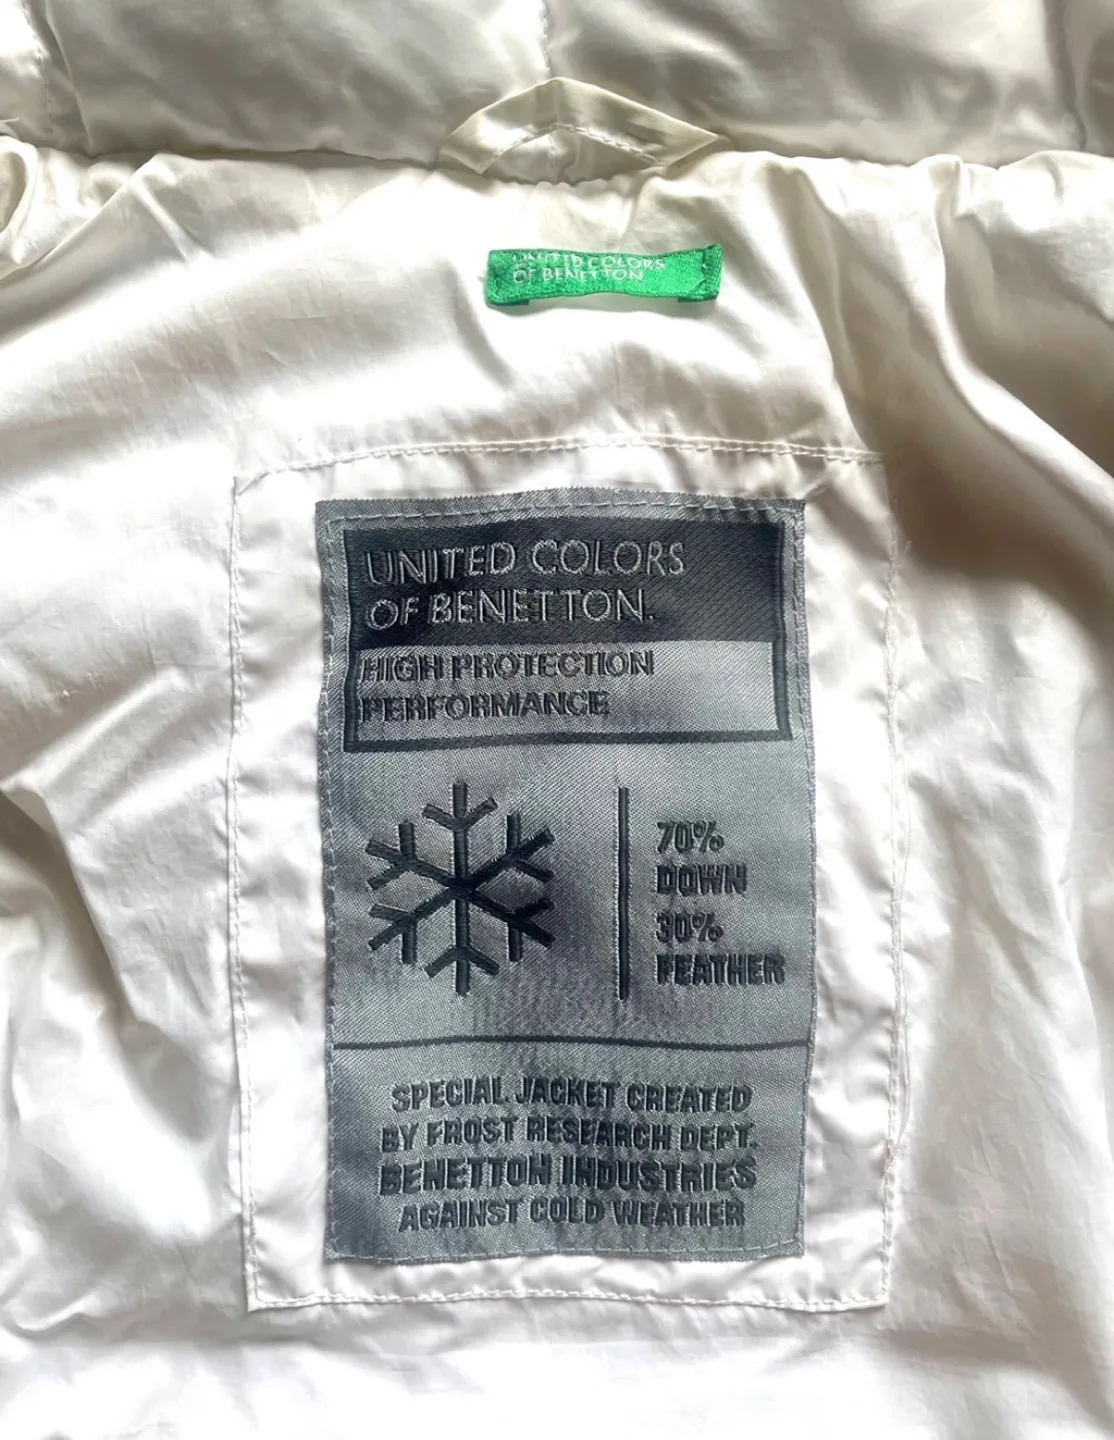 UNITED COLORS
OF BENETTON
UNITED COLORS
OF BENETTON.
HIGH PROTECTION
PERFORMANCE
70%
DOWN
30%
FEATHER
SPECIAL JACKET CREATED
BY FROST RESEARCH DEPT.
BENETTON INDUSTRIES
AGAINST COLD WEATHER